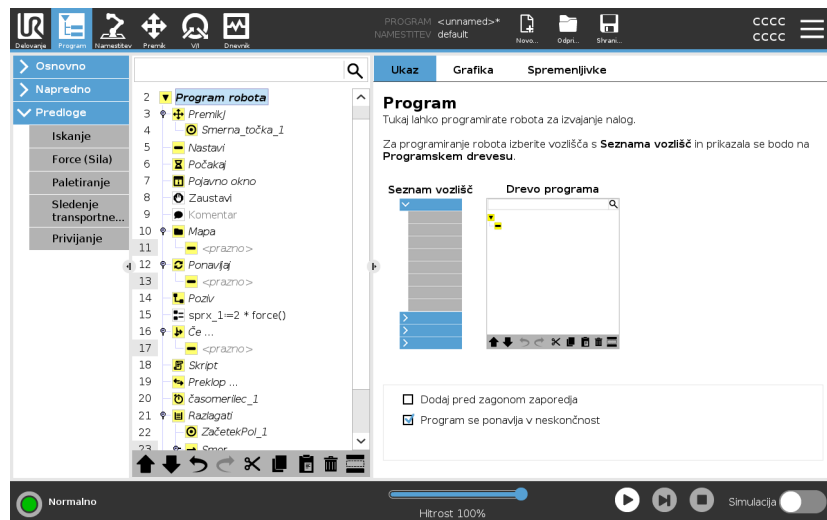 PROGRAM <unnamed>*
NAMESTITEV default
Delovanje Program Namestitev Premik V/I Dnevnik
Novo... Odpri... Shrani...
cccc
cccc
Osnovno
Napredno
Predloge
Iskanje
Force (Sila)
Paletiranje
Sledenje
transportne...
Privijanje
2 Program robota
3 Premikj
4 Smerna_točka_1
5 Nastavi
6 Počakaj
7 Pojavno okno
8 Zaustavi
9 Komentar
10 Mapa
11 <prazno>
12 Ponavljaj
13 <prazno>
14 Poziv
15 sprx_1≔2 * force()
16 Če ...
17 <prazno>
18 Skript
19 Preklop ...
20 časomerilec_1
21 Razlagati
22 ZačetekPol_1
23 Smer
Ukaz Grafika Spremenljivke
Program
Tukaj lahko programirate robota za izvajanje nalog.
Za programiranje robota izberite vozlišča s Seznama vozlišč in prikazala se bodo na
Programskem drevesu.
Seznam vozlišč Drevo programa
Dodaj pred zagonom zaporedja
Program se ponavlja v neskončnost
Normalno
Hitrost 100%
Simulacija